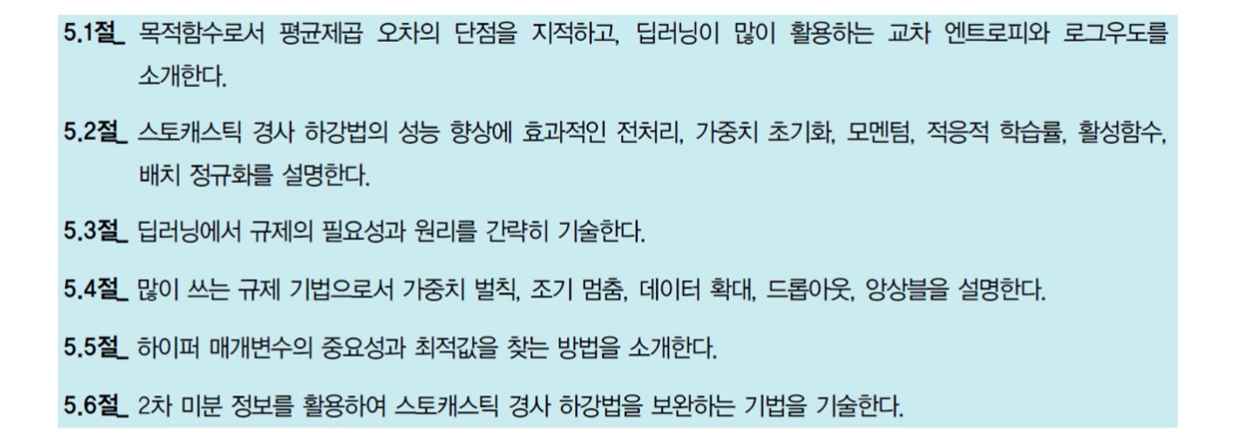 5.1절_ 목적함수로서 평균제곱 오차의 단점을 지적하고, 딥러닝이 많이 활용하는 교차 엔트로피와 로그우도를
소개한다.
5.2절_ 스토캐스틱 경사 하강법의 성능 향상에 효과적인 전처리, 가중치 초기화, 모멘텀, 적응적 학습률, 활성함수,
배치 정규화를 설명한다.
5.3절_ 딥러닝에서 규제의 필요성과 원리를 간략히 기술한다.
5.4절_ 많이 쓰는 규제 기법으로서 가중치 벌칙, 조기 멈춤, 데이터 확대, 드롭아웃, 앙상블을 설명한다.
5.5절_ 하이퍼 매개변수의 중요성과 최적값을 찾는 방법을 소개한다.
5.6절_ 2차 미분 정보를 활용하여 스토캐스틱 경사 하강법을 보완하는 기법을 기술한다.